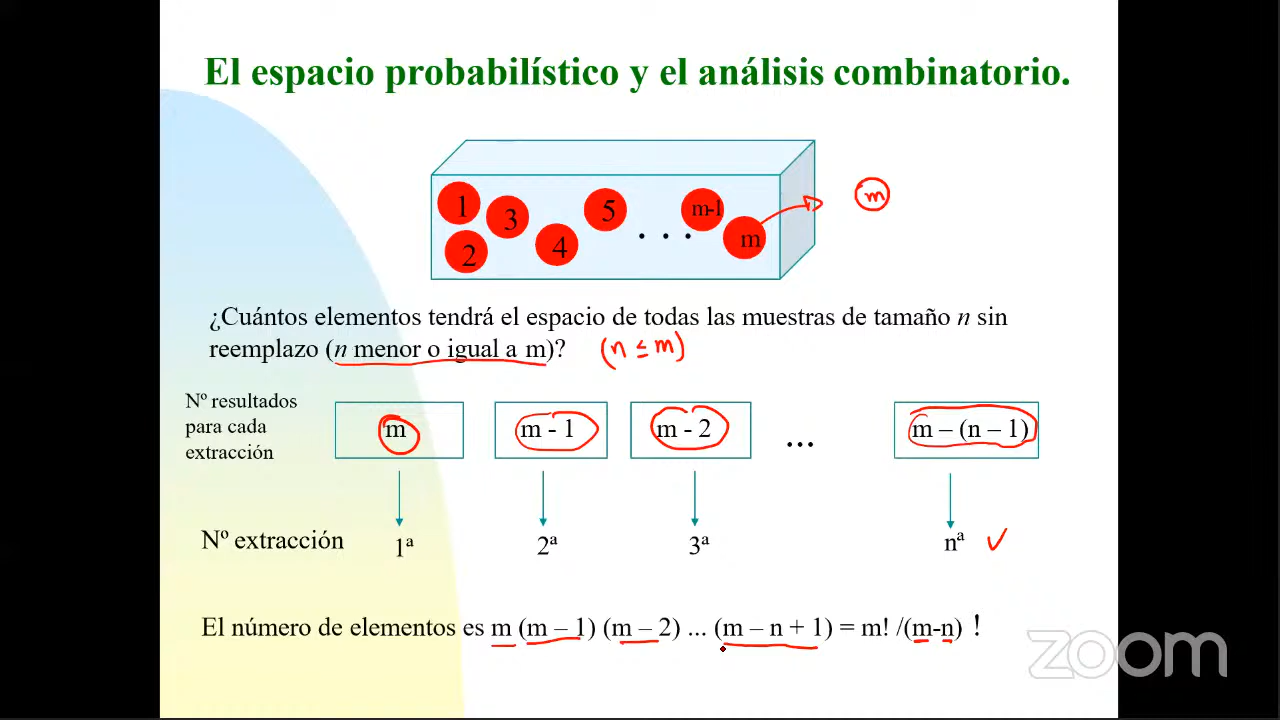 El espacio probabilístico y el análisis combinatorio.
1 3 5 m-1 m
2 4 . . . m
¿Cuántos elementos tendrá el espacio de todas las muestras de tamaño n sin
reemplazo (n menor o igual a m)? (n ≤ m)
Nº resultados
para cada
extracción
m m - 1 m - 2 ... m – (n – 1)
Nº extracción 1ª 2ª 3ª nª ✓
El número de elementos es m (m – 1) (m – 2) ... (m – n + 1) = m! /(m-n) !
zoom